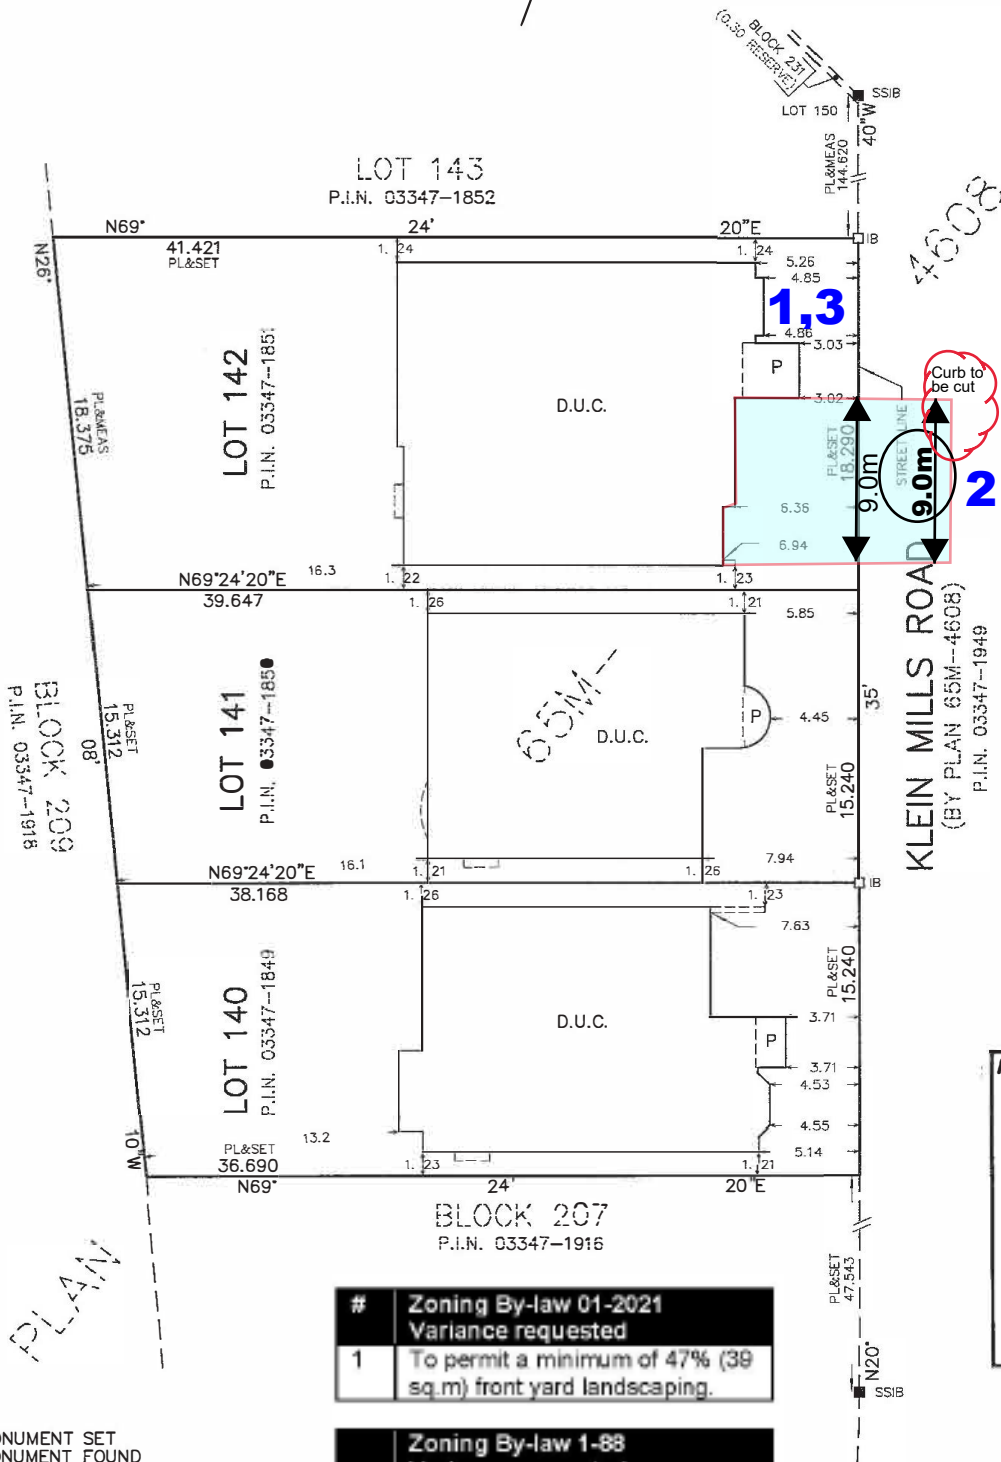 BLOCK 231
(0.30 RESERVE)
SSIB
LOT 150
40"W
PL&MEAS
144.620
LOT 143
P.I.N. 03347-1852
4608
N69°
24'
20"E
IB
N26°
41.421
PL&SET
1.24
1.24
5.26
4.85
1,3
4.86
3.03
P
LOT 142
P.I.N. 03347-1851
D.U.C.
Curb to
be cut
3.02
PL&MEAS
18.375
PL&SET
18.290
STREET LINE
9.0m
9.0m
2
6.36
6.94
16.3
N69°24'20"E
39.647
1.22
1.23
1.26
1.21
5.85
KLEIN MILLS ROAD
(BY PLAN 65M-4608)
P.I.N. 03347-1949
BLOCK 209
P.I.N. 03347-1918
PL&SET
15.312
08'
LOT 141
65M-
D.U.C.
P
4.45
35'
PL&SET
15.240
7.94
16.1
N69°24'20"E
38.168
1.21
1.26
1.26
1.23
IB
7.63
PL&SET
15.240
PL&SET
15.312
LOT 140
P.I.N. 03347-1849
D.U.C.
3.71
P
3.71
4.53
4.55
5.14
13.2
10"W
PL&SET
36.690
1.23
1.21
N69°
24'
20"E
BLOCK 207
P.I.N. 03347-1916
PLAN
PL&SET
47.543
N20°
SSIB
# Zoning By-law 01-2021
Variance requested
1 To permit a minimum of 47% (39
sq.m) front yard landscaping.
Zoning By-law 1-88
MONUMENT SET
MONUMENT FOUND